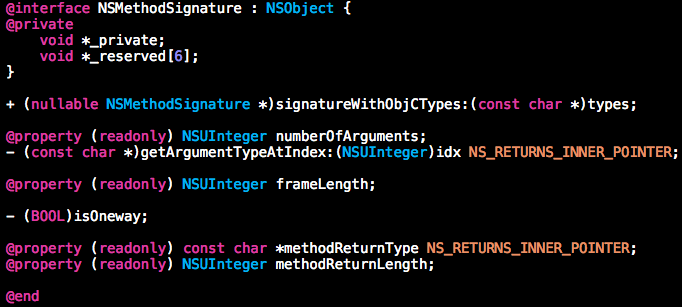 @interface NSMethodSignature : NSObject {
@private
    void *_private;
    void *_reserved[6];
}
+ (nullable NSMethodSignature *)signatureWithObjCTypes:(const char *)types;
@property (readonly) NSUInteger numberOfArguments;
- (const char *)getArgumentTypeAtIndex:(NSUInteger)idx NS_RETURNS_INNER_POINTER;
@property (readonly) NSUInteger frameLength;
- (BOOL)isOneway;
@property (readonly) const char *methodReturnType NS_RETURNS_INNER_POINTER;
@property (readonly) NSUInteger methodReturnLength;
@end